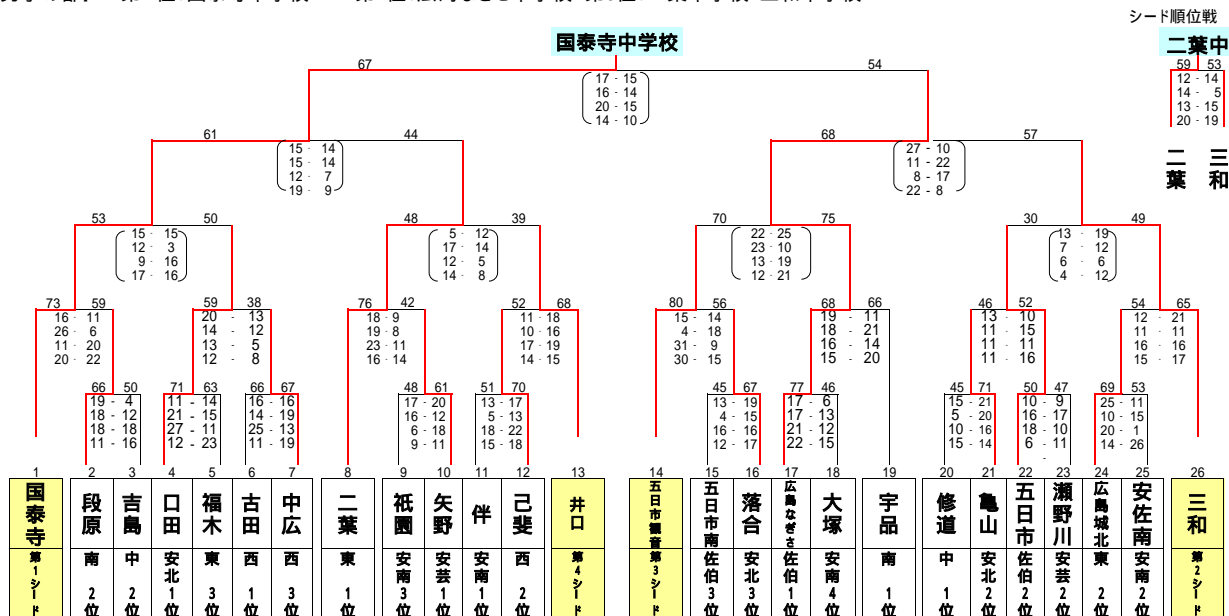 シード順位戦
国泰寺中学校
二葉中
67 54
59 53
17 - 15
16 - 14
20 - 15
14 - 10
12 - 14
14 - 5
13 - 15
20 - 19
二葉 三和
61 44
15 - 14
15 - 14
12 - 7
19 - 9
68 57
27 - 10
11 - 22
8 - 17
22 - 8
53 50
15 - 15
12 - 3
9 - 16
17 - 16
48 39
5 - 12
17 - 14
12 - 5
14 - 8
70 75
22 - 25
23 - 10
13 - 19
12 - 21
30 49
13 - 19
7 - 12
6 - 6
4 - 12
73 59
16 - 11
26 - 6
11 - 20
20 - 22
59 38
20 - 13
14 - 12
13 - 5
12 - 8
76 42
18 - 9
19 - 8
23 - 11
16 - 14
52 68
11 - 18
10 - 16
17 - 19
14 - 15
80 56
15 - 14
4 - 18
31 - 9
30 - 15
68 66
19 - 11
18 - 21
16 - 14
15 - 20
46 52
13 - 10
11 - 15
11 - 11
11 - 16
54 65
12 - 21
11 - 11
16 - 16
15 - 17
66 50
19 - 4
18 - 12
18 - 18
11 - 16
71 63
11 - 14
21 - 15
27 - 11
12 - 23
66 67
16 - 16
14 - 19
25 - 13
11 - 19
48 61
17 - 20
16 - 12
6 - 18
9 - 11
51 70
13 - 17
5 - 13
18 - 22
15 - 18
45 67
13 - 19
4 - 15
16 - 16
12 - 17
77 46
17 - 6
17 - 13
21 - 12
22 - 15
45 71
15 - 21
5 - 20
10 - 16
15 - 14
50 47
10 - 9
16 - 17
18 - 10
6 - 11
-
69 53
25 - 11
10 - 15
20 - 1
14 - 26
1 2 3 4 5 6 7 8 9 10 11 12 13 14 15 16 17 18 19 20 21 22 23 24 25 26
国泰寺 段原 吉島 口田 福木 古田 中広 二葉 祇園 矢野 伴 己斐 井口 五日市観音 五日市南 落合 広島なぎさ 大塚 宇品 修道 亀山 五日市 瀬野川 広島城北 安佐南 三和
第1シード 南2位 中2位 安北1位 東3位 西1位 西3位 東1位 安南3位 安芸1位 安南1位 西2位 第4シード 第3シード 佐伯3位 安北3位 佐伯1位 安南4位 南1位 中1位 安北2位 佐伯2位 安芸2位 東2位 安南2位 第2シード